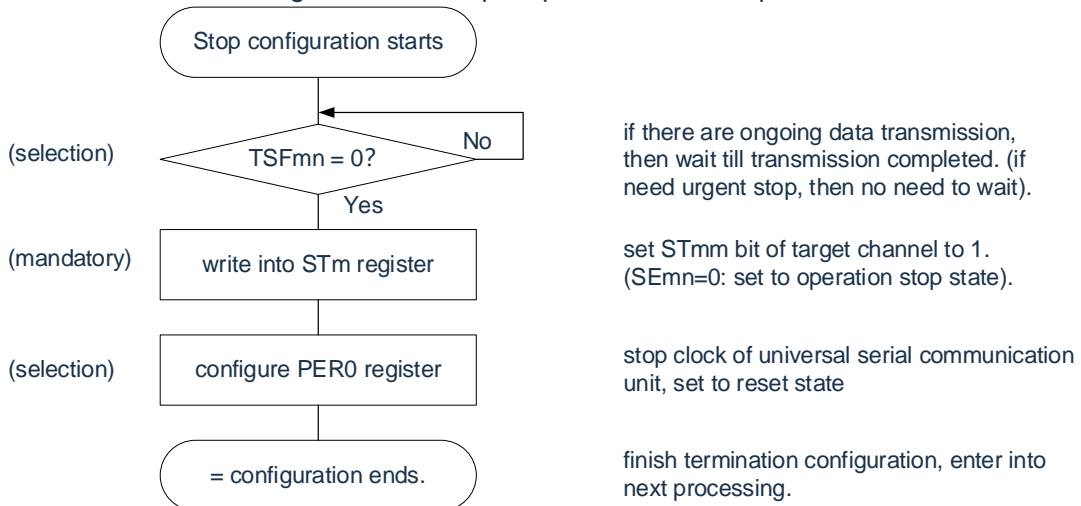 Stop configuration starts
(selection)
TSFmn = 0?
No
Yes
if there are ongoing data transmission,
then wait till transmission completed. (if
need urgent stop, then no need to wait).
(mandatory)
write into STm register
set STmm bit of target channel to 1.
(SEmn=0: set to operation stop state).
(selection)
configure PER0 register
stop clock of universal serial communication
unit, set to reset state
= configuration ends.
finish termination configuration, enter into
next processing.